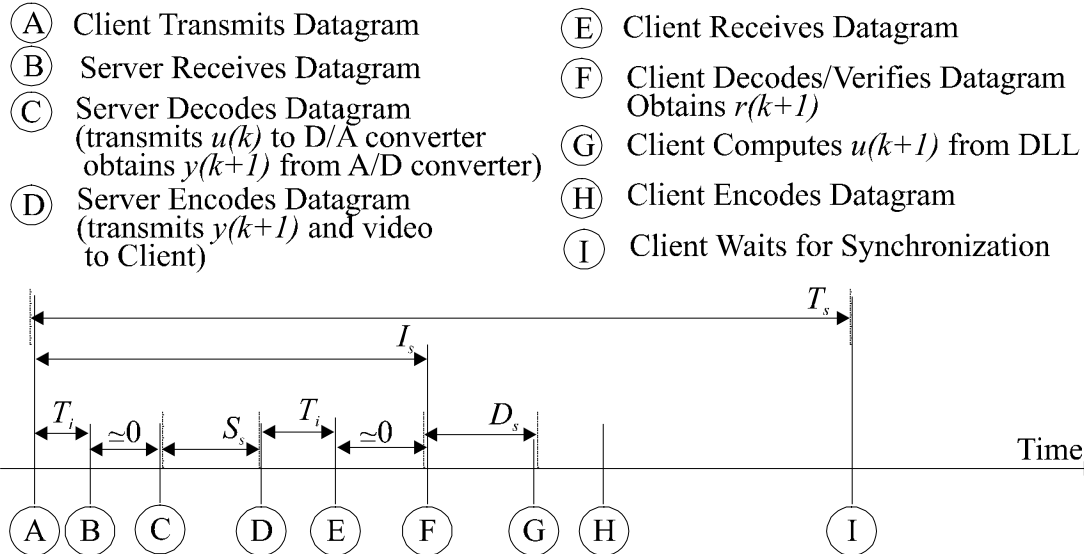 A Client Transmits Datagram
B Server Receives Datagram
C Server Decodes Datagram
(transmits u(k) to D/A converter
obtains y(k+1) from A/D converter)
D Server Encodes Datagram
(transmits y(k+1) and video
to Client)
E Client Receives Datagram
F Client Decodes/Verifies Datagram
Obtains r(k+1)
G Client Computes u(k+1) from DLL
H Client Encodes Datagram
I Client Waits for Synchronization
T_s
I_s
T_i ≃0 S_s T_i ≃0 D_s
Time
A B C D E F G H I